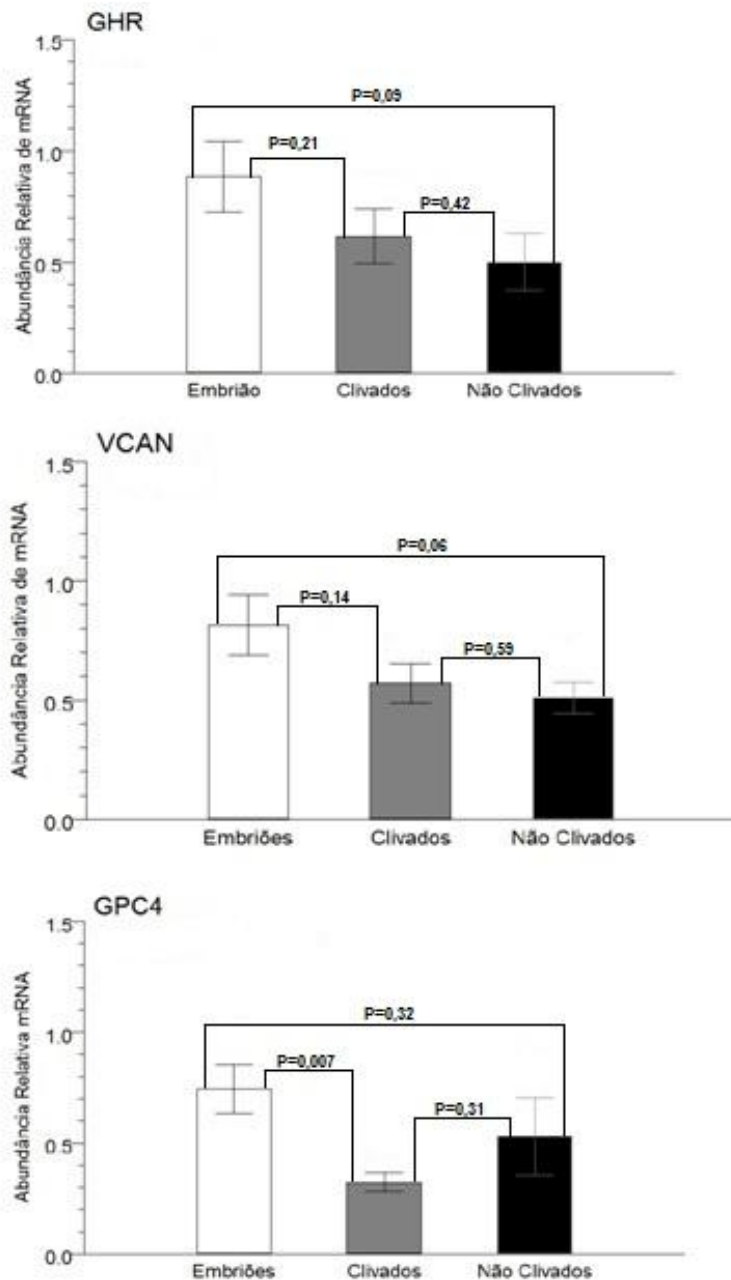 GHR
1.5
Abundância Relativa de mRNA
P=0,09
P=0,21
1.0
P=0,42
0.5
0.0
Embrião Clivados Não Clivados
VCAN
1.5
Abundância Relativa de mRNA
P=0,06
1.0
P=0,14
P=0,59
0.5
0.0
Embriões Clivados Não Clivados
GPC4
1.5
Abundância Relativa mRNA
P=0,32
1.0
P=0,007
P=0,31
0.5
0.0
Embriões Clivados Não Clivados